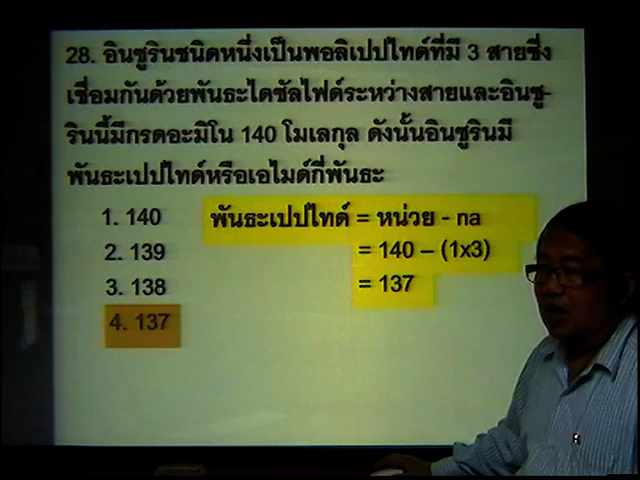 28. อินซูรินชนิดหนึ่งเป็นพอลิเปปไทด์ที่มี 3 สายซึ่ง
เชื่อมกันด้วยพันธะไดซัลไฟด์ระหว่างสายและอินซู-
รินนี้มีกรดอะมิโน 140 โมเลกุล ดังนั้นอินซูรินมี
พันธะเปปไทด์หรือเอไมด์กี่พันธะ
1. 140
พันธะเปปไทด์ = หน่วย - na
2. 139
= 140 – (1x3)
3. 138
= 137
4. 137